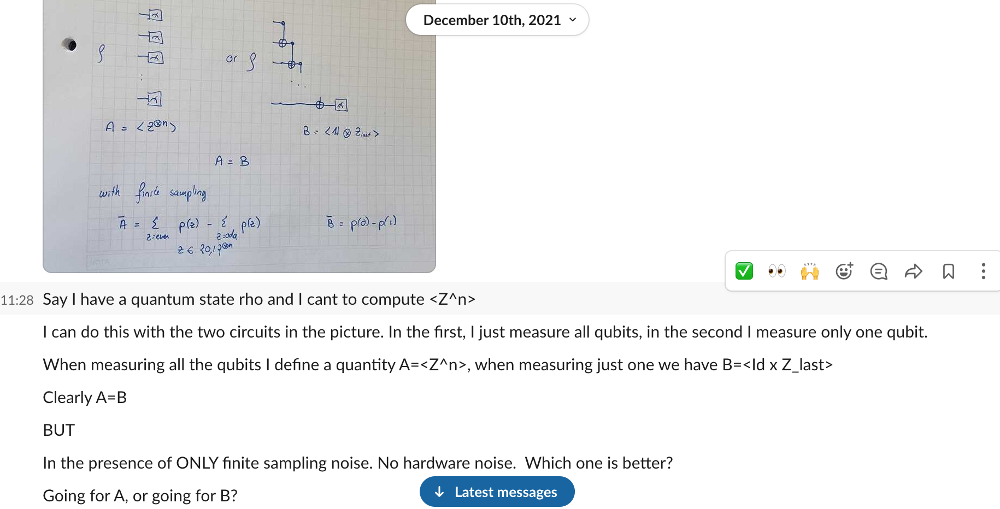 December 10th, 2021
ρ
or ρ
A = <Z⊗n>
B = <1 ⊗ Zlast>
A = B
with finite sampling
Ā = Σ p(z) - Σ p(z)
z:even z:odd
z ∈ {0,1}⊗n
B̄ = p(0) - p(1)
11:28 Say I have a quantum state rho and I cant to compute <Z^n>
I can do this with the two circuits in the picture. In the first, I just measure all qubits, in the second I measure only one qubit.
When measuring all the qubits I define a quantity A=<Z^n>, when measuring just one we have B=<Id x Z_last>
Clearly A=B
BUT
In the presence of ONLY finite sampling noise. No hardware noise.  Which one is better?
Going for A, or going for B?
Latest messages